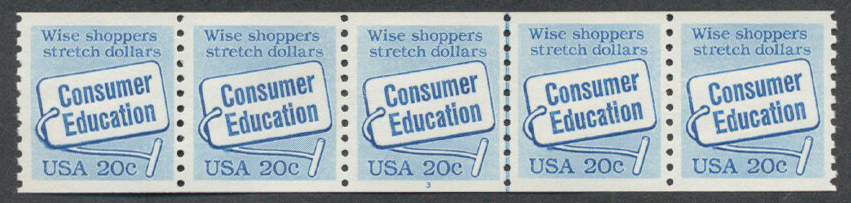 Wise shoppers
stretch dollars
Consumer
Education
USA 20c
Wise shoppers
stretch dollars
Consumer
Education
USA 20c
Wise shoppers
stretch dollars
Consumer
Education
USA 20c
3
Wise shoppers
stretch dollars
Consumer
Education
USA 20c
Wise shoppers
stretch dollars
Consumer
Education
USA 20c